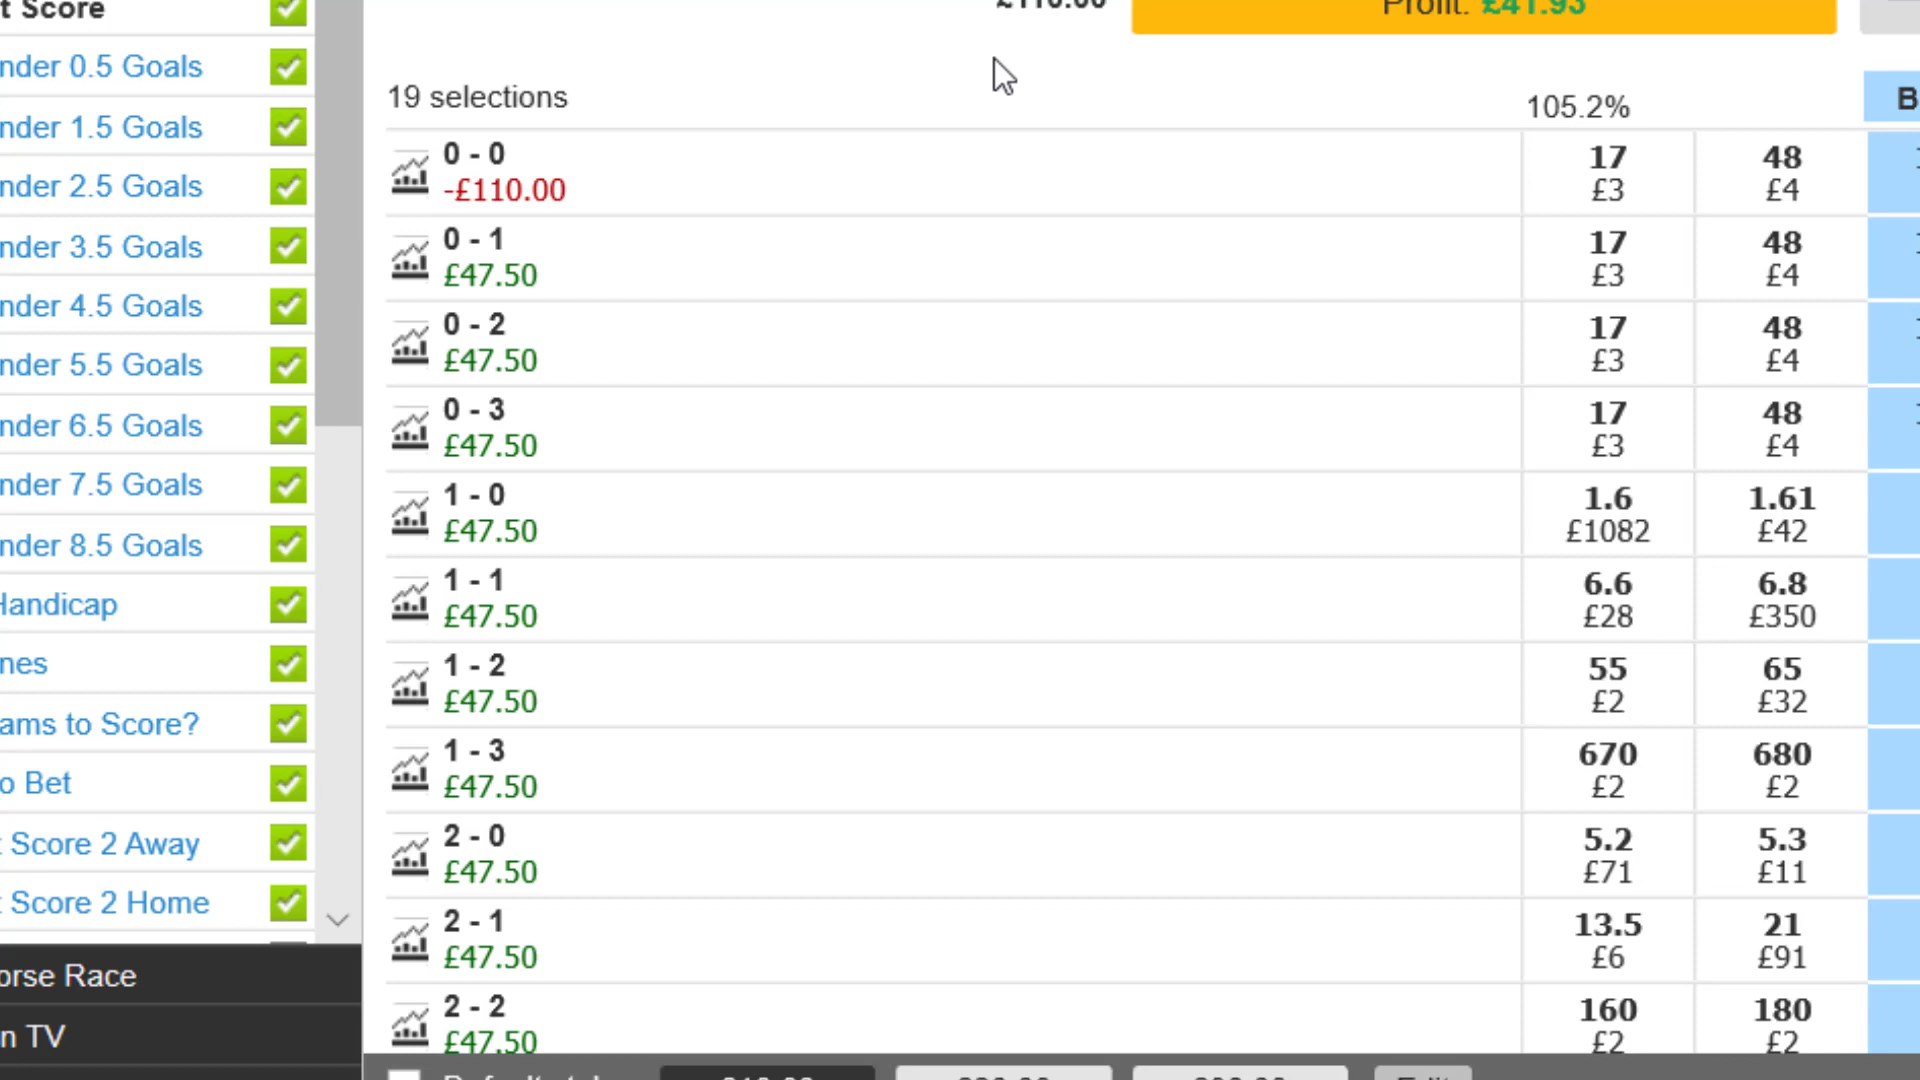 t Score
nder 0.5 Goals
nder 1.5 Goals
nder 2.5 Goals
nder 3.5 Goals
nder 4.5 Goals
nder 5.5 Goals
nder 6.5 Goals
nder 7.5 Goals
nder 8.5 Goals
Handicap
nes
ams to Score?
o Bet
t Score 2 Away
t Score 2 Home
orse Race
n TV
£110.00
Profit: £41.93
19 selections
105.2%
B
0 - 0
-£110.00
17
£3
48
£4
0 - 1
£47.50
17
£3
48
£4
0 - 2
£47.50
17
£3
48
£4
0 - 3
£47.50
17
£3
48
£4
1 - 0
£47.50
1.6
£1082
1.61
£42
1 - 1
£47.50
6.6
£28
6.8
£350
1 - 2
£47.50
55
£2
65
£32
1 - 3
£47.50
670
£2
680
£2
2 - 0
£47.50
5.2
£71
5.3
£11
2 - 1
£47.50
13.5
£6
21
£91
2 - 2
£47.50
160
£2
180
£2
Edit